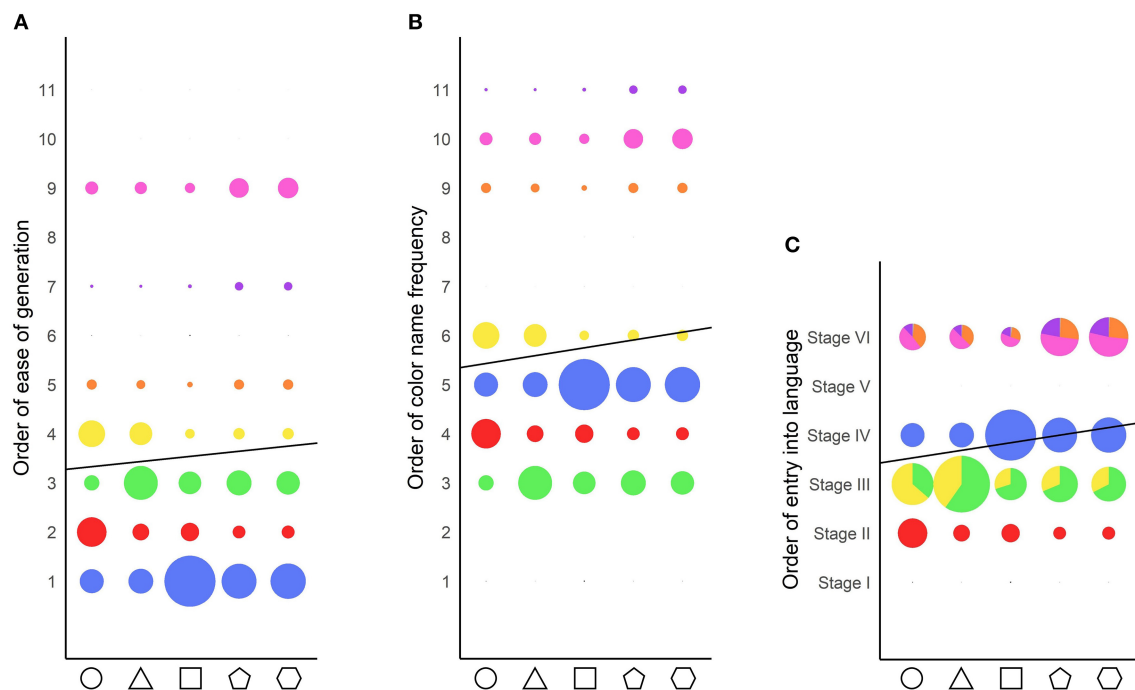 A
Order of ease of generation
11
10
9
8
7
6
5
4
3
2
1
B
Order of color name frequency
11
10
9
8
7
6
5
4
3
2
1
C
Order of entry into language
Stage VI
Stage V
Stage IV
Stage III
Stage II
Stage I